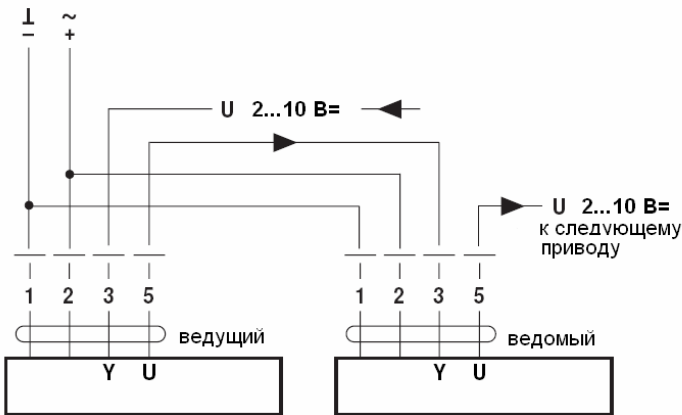 ⊥ ~
− +
U 2...10 В=
U 2...10 В=
к следующему
приводу
1 2 3 5
1 2 3 5
ведущий
ведомый
Y U
Y U